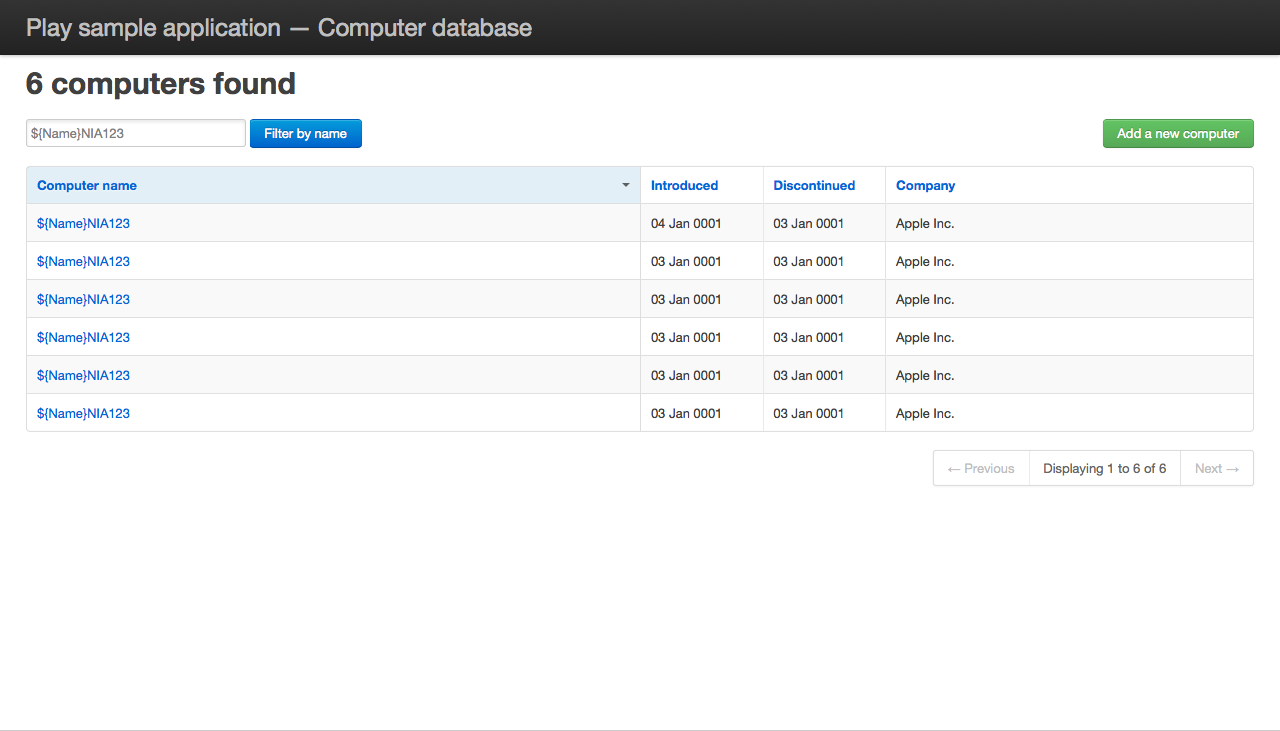 Play sample application — Computer database
6 computers found
${Name}NIA123 Filter by name Add a new computer
Computer name Introduced Discontinued Company
${Name}NIA123 04 Jan 0001 03 Jan 0001 Apple Inc.
${Name}NIA123 03 Jan 0001 03 Jan 0001 Apple Inc.
${Name}NIA123 03 Jan 0001 03 Jan 0001 Apple Inc.
${Name}NIA123 03 Jan 0001 03 Jan 0001 Apple Inc.
${Name}NIA123 03 Jan 0001 03 Jan 0001 Apple Inc.
${Name}NIA123 03 Jan 0001 03 Jan 0001 Apple Inc.
← Previous Displaying 1 to 6 of 6 Next →